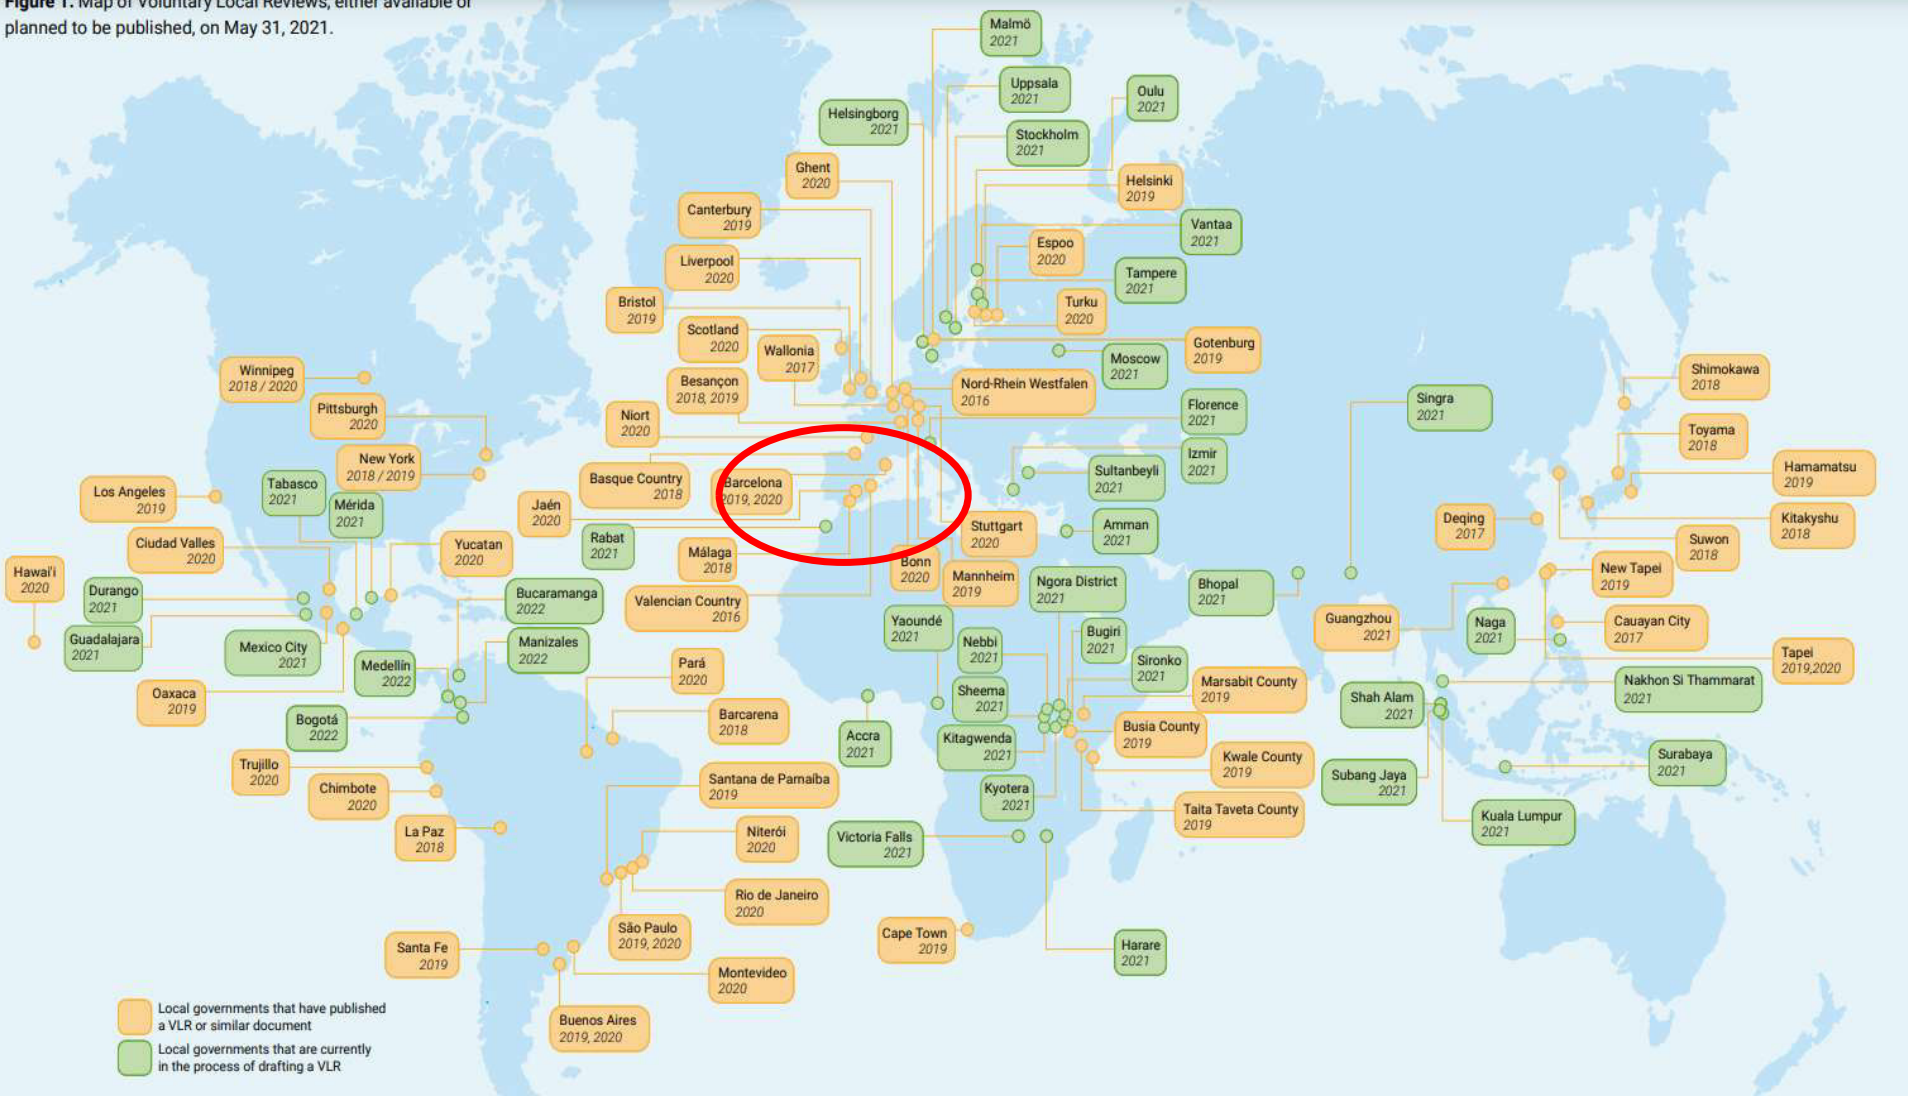 Figure 1. Map of Voluntary Local Reviews, either available or
planned to be published, on May 31, 2021.
Malmö
2021
Uppsala
2021
Oulu
2021
Helsingborg
2021
Stockholm
2021
Ghent
2020
Helsinki
2019
Canterbury
2019
Vantaa
2021
Espoo
2020
Liverpool
2020
Tampere
2021
Bristol
2019
Turku
2020
Scotland
2020
Wallonia
2017
Gotenburg
2019
Moscow
2021
Winnipeg
2018 / 2020
Besançon
2018, 2019
Nord-Rhein Westfalen
2016
Shimokawa
2018
Pittsburgh
2020
Niort
2020
Florence
2021
Singra
2021
Toyama
2018
New York
2018 / 2019
Basque Country
2018
Barcelona
2019, 2020
Izmir
2021
Sultanbeyli
2021
Hamamatsu
2019
Los Angeles
2019
Tabasco
2021
Mérida
2021
Jaén
2020
Rabat
2021
Stuttgart
2020
Amman
2021
Deqing
2017
Kitakyshu
2018
Ciudad Valles
2020
Yucatan
2020
Málaga
2018
Bonn
2020
Mannheim
2019
Suwon
2018
Hawai'i
2020
Durango
2021
Bucaramanga
2022
Valencian Country
2016
Ngora District
2021
Bhopal
2021
New Tapei
2019
Guadalajara
2021
Mexico City
2021
Manizales
2022
Yaoundé
2021
Nebbi
2021
Bugiri
2021
Guangzhou
2021
Naga
2021
Cauayan City
2017
Medellín
2022
Pará
2020
Sironko
2021
Tapei
2019,2020
Oaxaca
2019
Sheema
2021
Marsabit County
2019
Shah Alam
2021
Nakhon Si Thammarat
2021
Bogotá
2022
Barcarena
2018
Accra
2021
Kitagwenda
2021
Busia County
2019
Trujillo
2020
Chimbote
2020
Santana de Parnaíba
2019
Kyotera
2021
Kwale County
2019
Subang Jaya
2021
Surabaya
2021
La Paz
2018
Niterói
2020
Victoria Falls
2021
Taita Taveta County
2019
Kuala Lumpur
2021
Rio de Janeiro
2020
São Paulo
2019, 2020
Cape Town
2019
Harare
2021
Santa Fe
2019
Montevideo
2020
Buenos Aires
2019, 2020
Local governments that have published
a VLR or similar document
Local governments that are currently
in the process of drafting a VLR